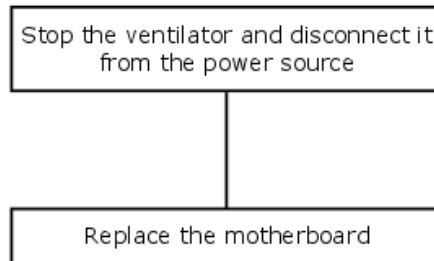 Stop the ventilator and disconnect it
from the power source
Replace the motherboard